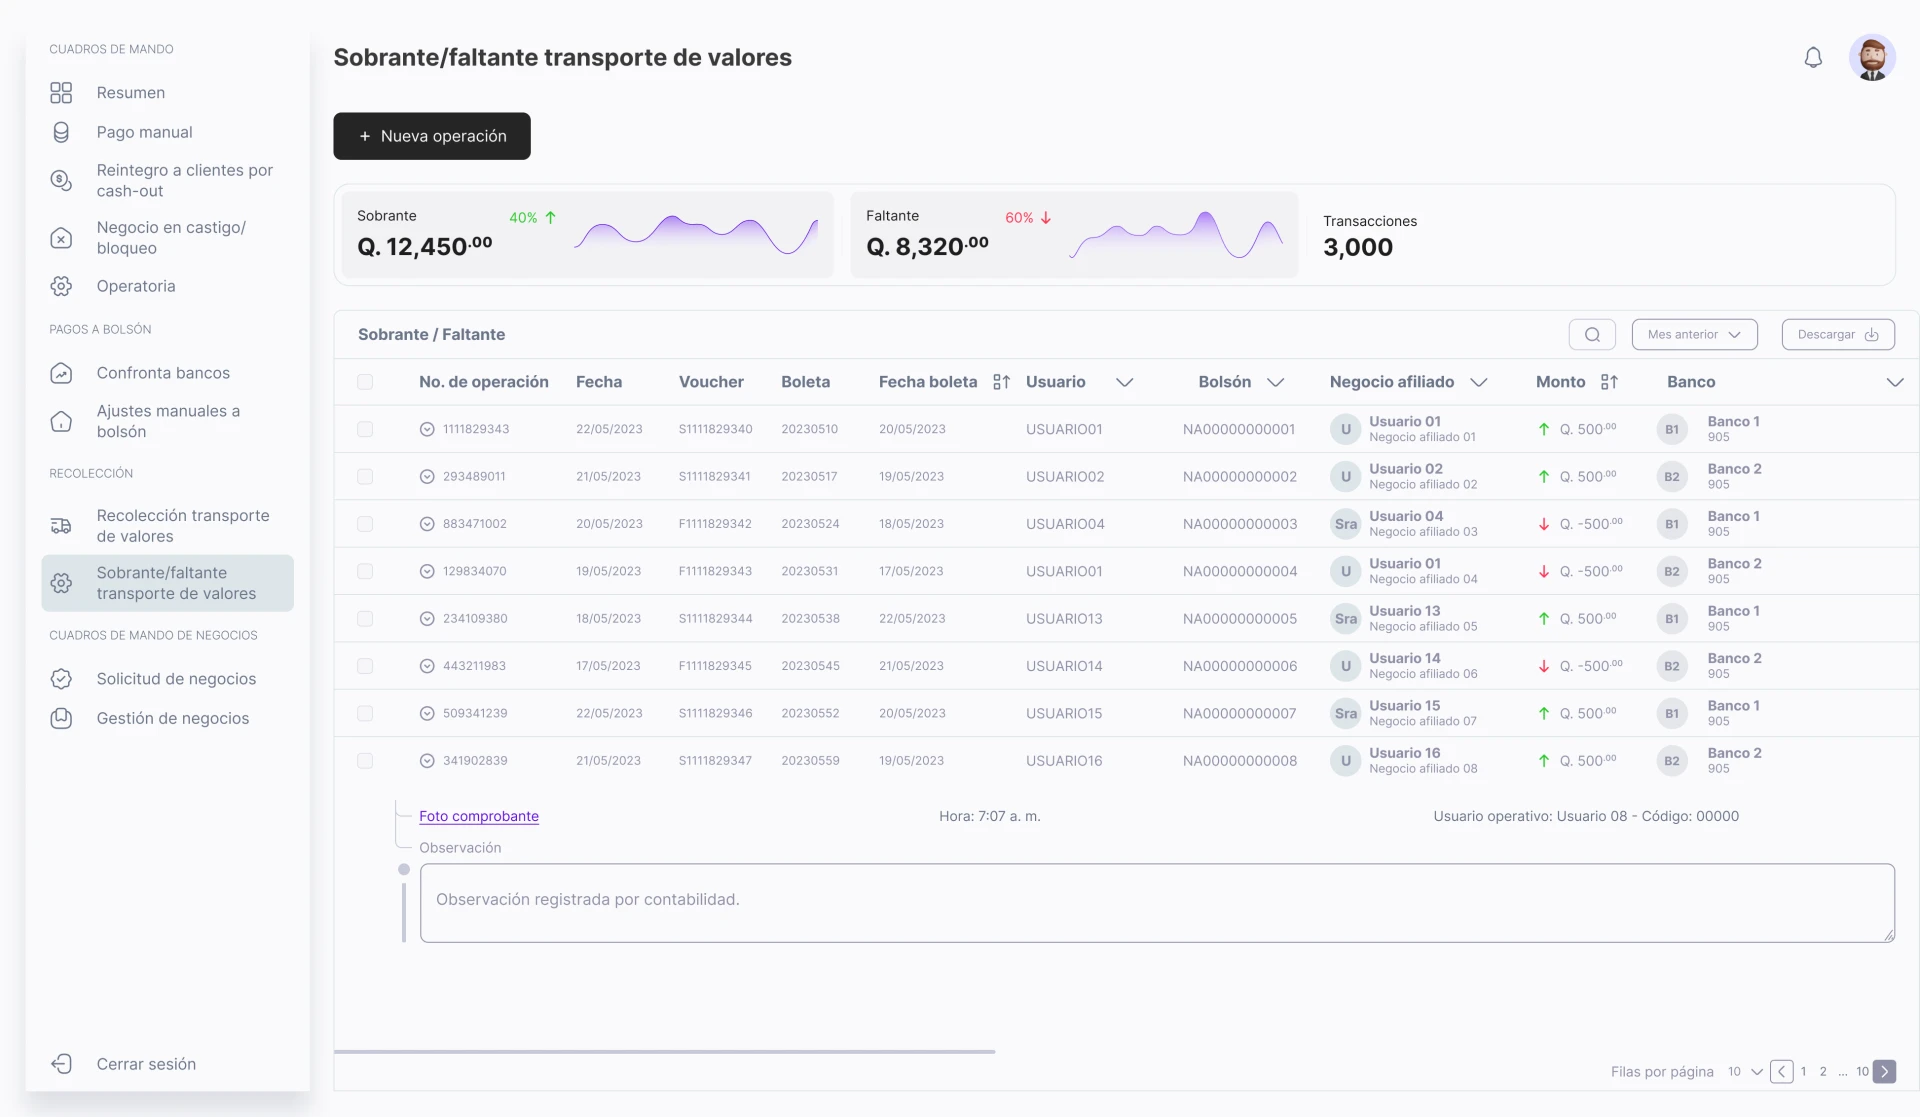 CUADROS DE MANDO
Resumen
Pago manual
Reintegro a clientes por
cash-out
Negocio en castigo/
bloqueo
Operatoria
PAGOS A BOLSÓN
Confronta bancos
Ajustes manuales a
bolsón
RECOLECCIÓN
Recolección transporte
de valores
Sobrante/faltante
transporte de valores
CUADROS DE MANDO DE NEGOCIOS
Solicitud de negocios
Gestión de negocios
Cerrar sesión
Sobrante/faltante transporte de valores
+ Nueva operación
Sobrante 40%
Q. 12,450.00
Faltante 60%
Q. 8,320.00
Transacciones
3,000
Sobrante / Faltante Mes anterior Descargar
No. de operación Fecha Voucher Boleta Fecha boleta Usuario Bolsón Negocio afiliado Monto Banco
1111829343 22/05/2023 S1111829340 20230510 20/05/2023 USUARIO01 NA00000000001 U Usuario 01 Q. 500.00 B1 Banco 1
Negocio afiliado 01 905
293489011 21/05/2023 S1111829341 20230517 19/05/2023 USUARIO02 NA00000000002 U Usuario 02 Q. 500.00 B2 Banco 2
Negocio afiliado 02 905
883471002 20/05/2023 F1111829342 20230524 18/05/2023 USUARIO04 NA00000000003 Sra Usuario 04 Q. -500.00 B1 Banco 1
Negocio afiliado 03 905
129834070 19/05/2023 F1111829343 20230531 17/05/2023 USUARIO01 NA00000000004 U Usuario 01 Q. -500.00 B2 Banco 2
Negocio afiliado 04 905
234109380 18/05/2023 S1111829344 20230538 22/05/2023 USUARIO13 NA00000000005 Sra Usuario 13 Q. 500.00 B1 Banco 1
Negocio afiliado 05 905
443211983 17/05/2023 F1111829345 20230545 21/05/2023 USUARIO14 NA00000000006 U Usuario 14 Q. -500.00 B2 Banco 2
Negocio afiliado 06 905
509341239 22/05/2023 S1111829346 20230552 20/05/2023 USUARIO15 NA00000000007 Sra Usuario 15 Q. 500.00 B1 Banco 1
Negocio afiliado 07 905
341902839 21/05/2023 S1111829347 20230559 19/05/2023 USUARIO16 NA00000000008 U Usuario 16 Q. 500.00 B2 Banco 2
Negocio afiliado 08 905
Foto comprobante Hora: 7:07 a. m. Usuario operativo: Usuario 08 - Código: 00000
Observación
Observación registrada por contabilidad.
Filas por página 10 1 2 ... 10